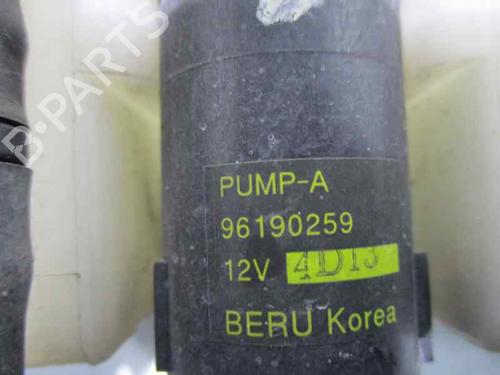 PUMP-A
96190259
12V 4D13
BERU Korea
B-PARTS